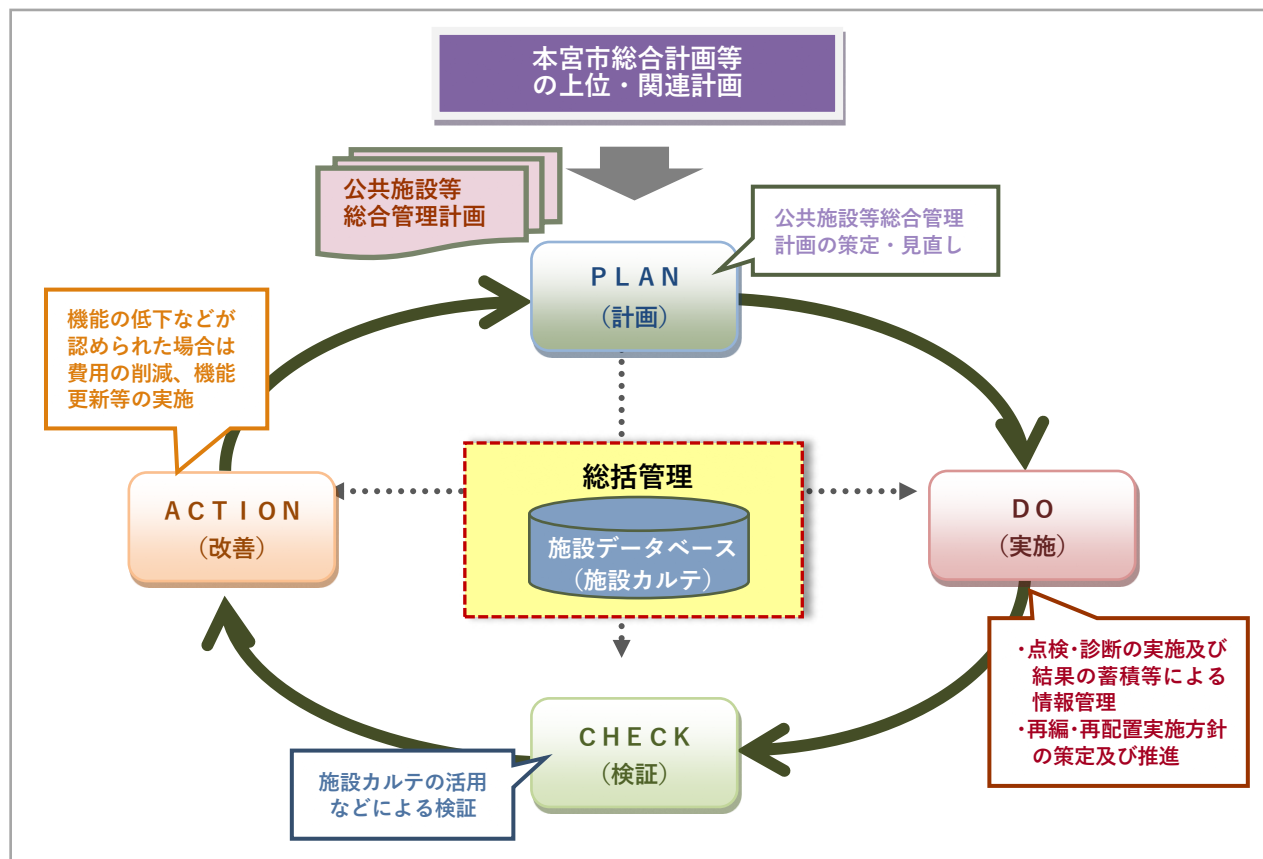 本宮市総合計画等
の上位・関連計画
公共施設等
総合管理計画
公共施設等総合管理
計画の策定・見直し
ＰＬＡＮ
（計画）
機能の低下などが
認められた場合は
費用の削減、機能
更新等の実施
総括管理
施設データベース
（施設カルテ）
ＡＣＴＩＯＮ
（改善）
ＤＯ
（実施）
・点検・診断の実施及び
結果の蓄積等による
情報管理
・再編・再配置実施方針
の策定及び推進
ＣＨＥＣＫ
（検証）
施設カルテの活用
などによる検証